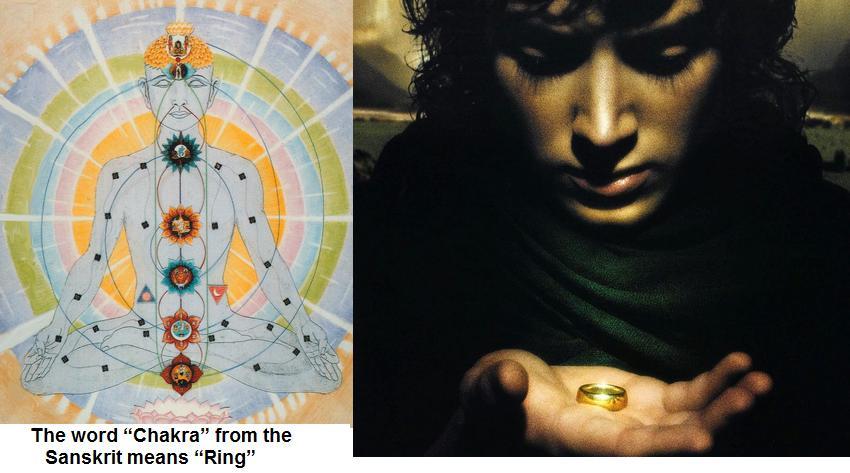 The word “Chakra” from the
Sanskrit means “Ring”